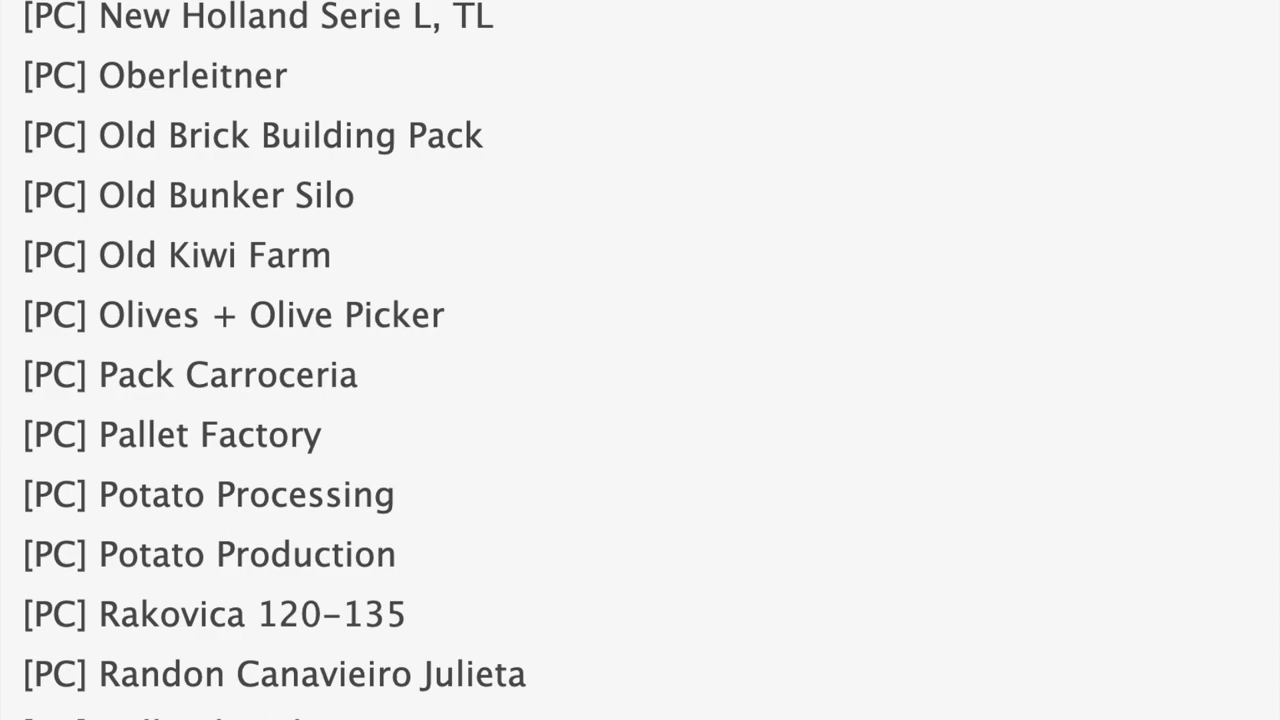 [PC] New Holland Serie L, TL
[PC] Oberleitner
[PC] Old Brick Building Pack
[PC] Old Bunker Silo
[PC] Old Kiwi Farm
[PC] Olives + Olive Picker
[PC] Pack Carroceria
[PC] Pallet Factory
[PC] Potato Processing
[PC] Potato Production
[PC] Rakovica 120–135
[PC] Randon Canavieiro Julieta